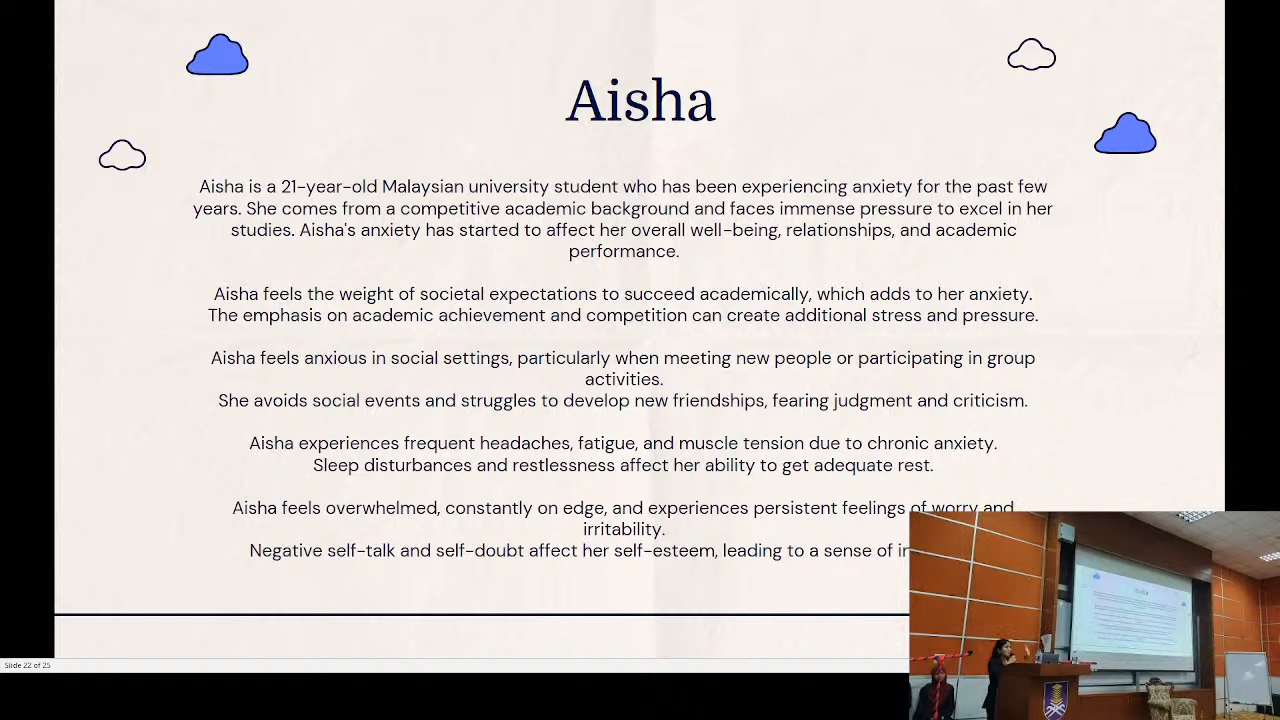 Aisha
Aisha is a 21-year-old Malaysian university student who has been experiencing anxiety for the past few
years. She comes from a competitive academic background and faces immense pressure to excel in her
studies. Aisha's anxiety has started to affect her overall well-being, relationships, and academic
performance.
Aisha feels the weight of societal expectations to succeed academically, which adds to her anxiety.
The emphasis on academic achievement and competition can create additional stress and pressure.
Aisha feels anxious in social settings, particularly when meeting new people or participating in group
activities.
She avoids social events and struggles to develop new friendships, fearing judgment and criticism.
Aisha experiences frequent headaches, fatigue, and muscle tension due to chronic anxiety.
Sleep disturbances and restlessness affect her ability to get adequate rest.
Aisha feels overwhelmed, constantly on edge, and experiences persistent feelings of worry and
irritability.
Negative self-talk and self-doubt affect her self-esteem, leading to a sense of
Slide 22 of 25
Aisha